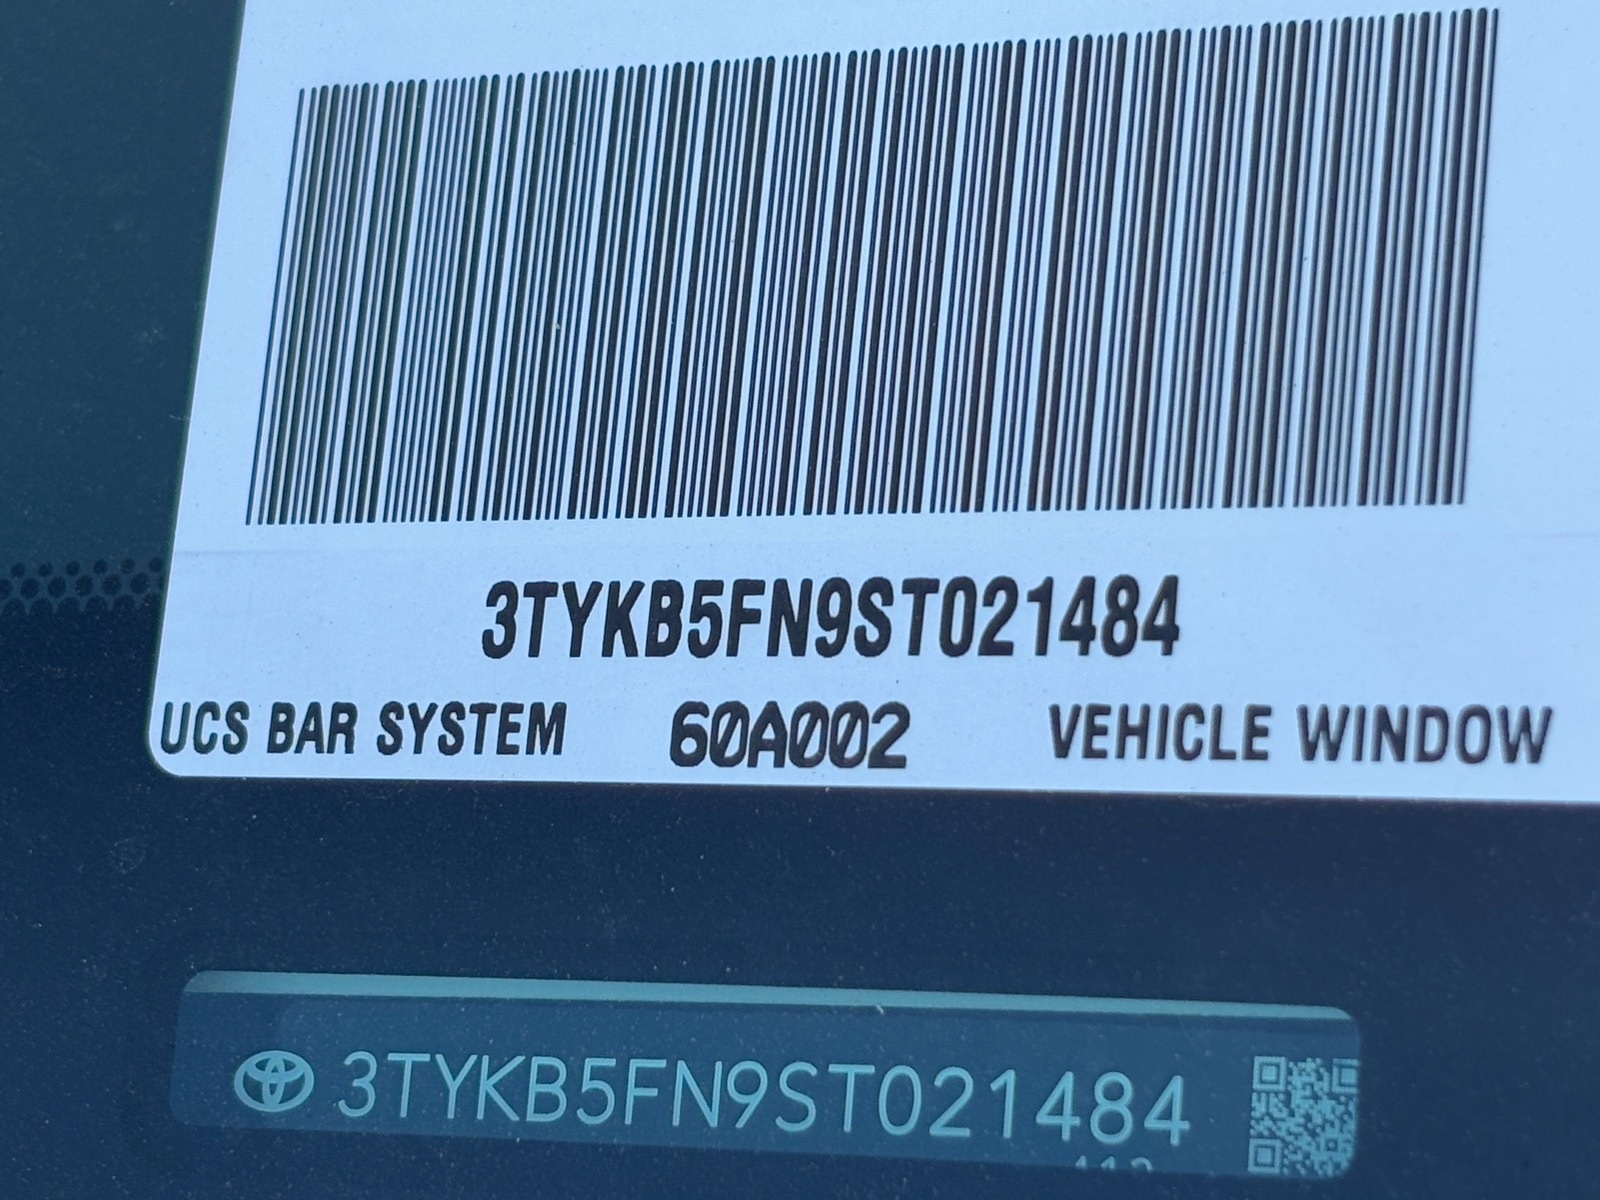 3TYKB5FN9ST021484
UCS BAR SYSTEM 60A002 VEHICLE WINDOW
3TYKB5FN9ST021484